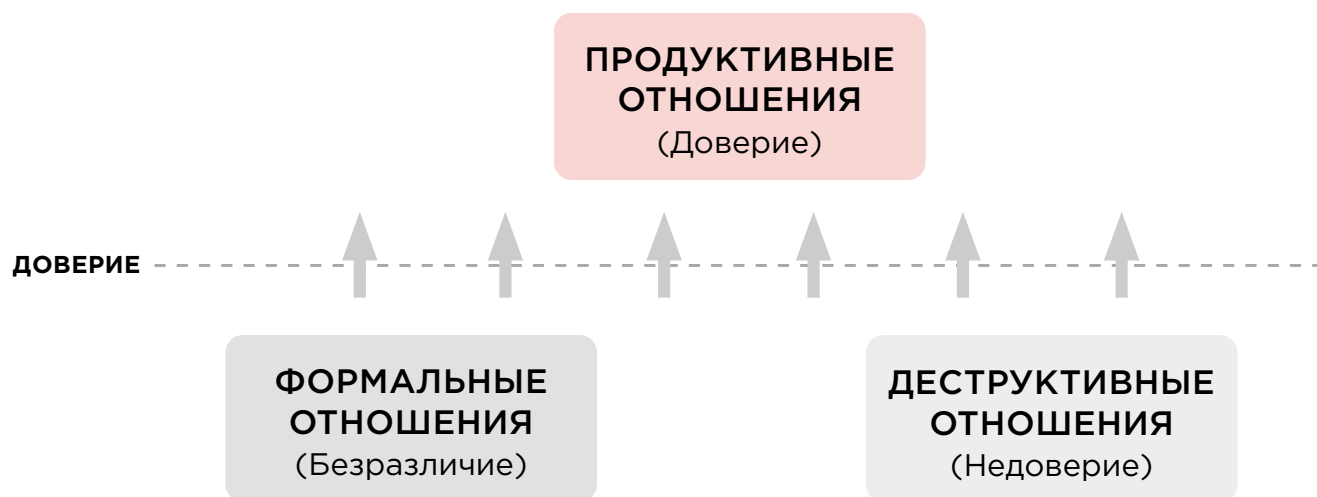 ПРОДУКТИВНЫЕ
ОТНОШЕНИЯ
(Доверие)
ДОВЕРИЕ
ФОРМАЛЬНЫЕ
ОТНОШЕНИЯ
(Безразличие)
ДЕСТРУКТИВНЫЕ
ОТНОШЕНИЯ
(Недоверие)